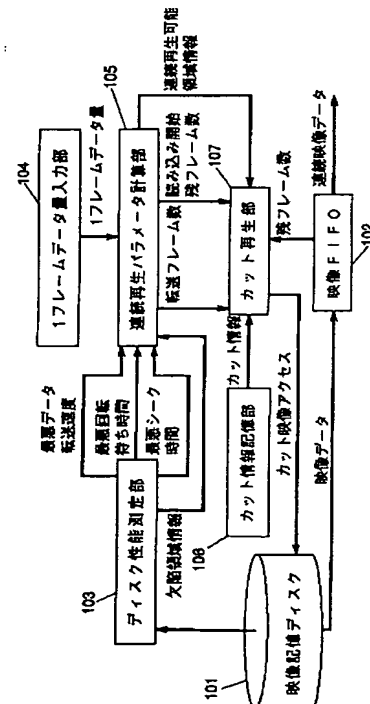 104
1フレームデータ量入力部
1フレームデータ量
105
連続再生パラメータ計算部
連続再生可能
領域情報
最悪データ
転送速度
最悪回転
待ち時間
最悪シーク
時間
103
ディスク性能測定部
欠陥領域情報
転送フレーム数
読み込み開始
残フレーム数
107
カット再生部
カット情報
106
カット情報記憶部
残フレーム数
連続映像データ
映像FIFO
102
カット映像アクセス
映像データ
101
映像記憶ディスク